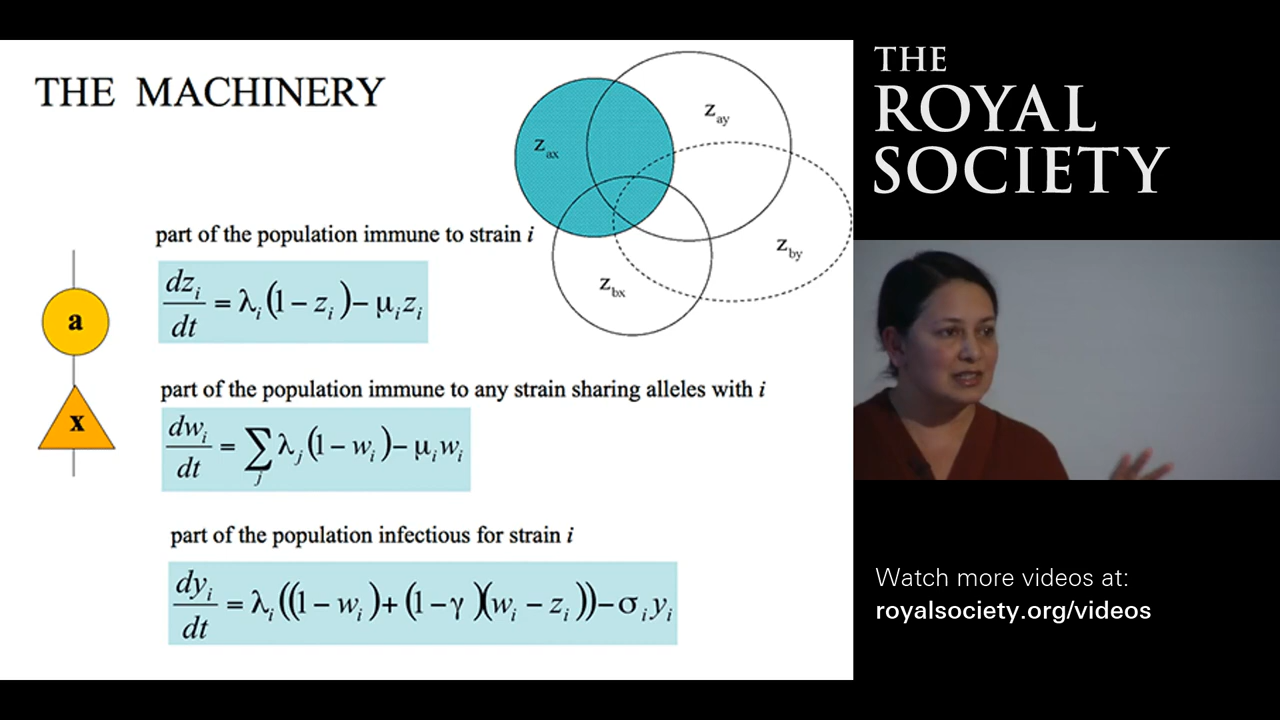 THE MACHINERY
z_ax
z_ay
z_by
z_bx
part of the population immune to strain i
dz_i/dt = λ_i(1 − z_i) − μ_i z_i
a
part of the population immune to any strain sharing alleles with i
x
dw_i/dt = ∑_j λ_j(1 − w_i) − μ_i w_i
part of the population infectious for strain i
dy_i/dt = λ_i((1 − w_i) + (1 − γ)(w_i − z_i)) − σ_i y_i
THE
ROYAL
SOCIETY
Watch more videos at:
royalsociety.org/videos